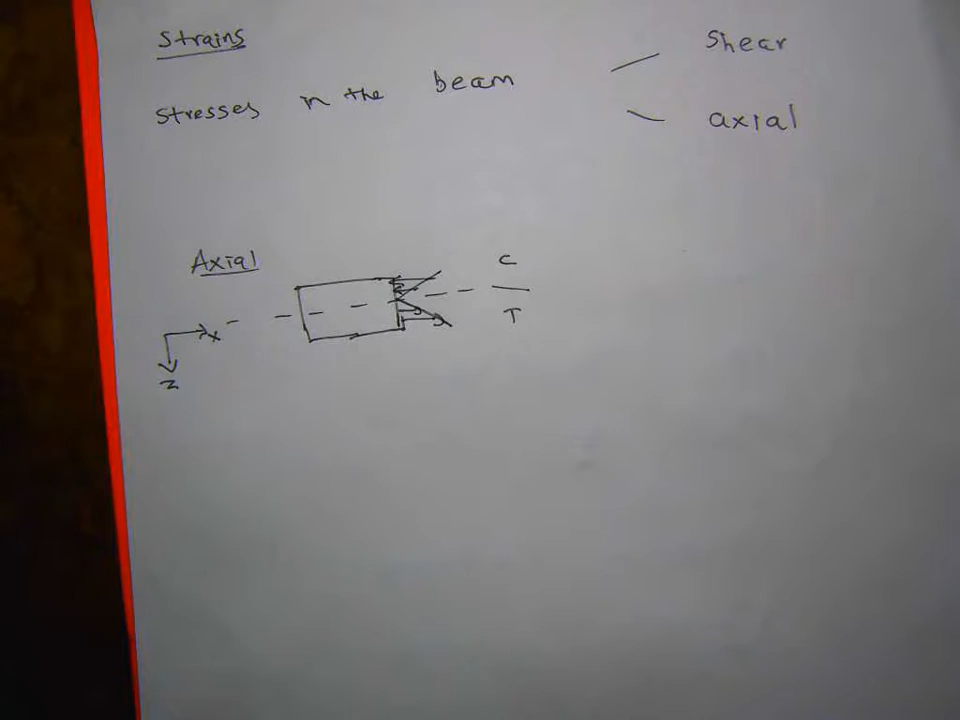 Strains
Shear
Stresses in the beam
axial
Axial
C
T
x
z